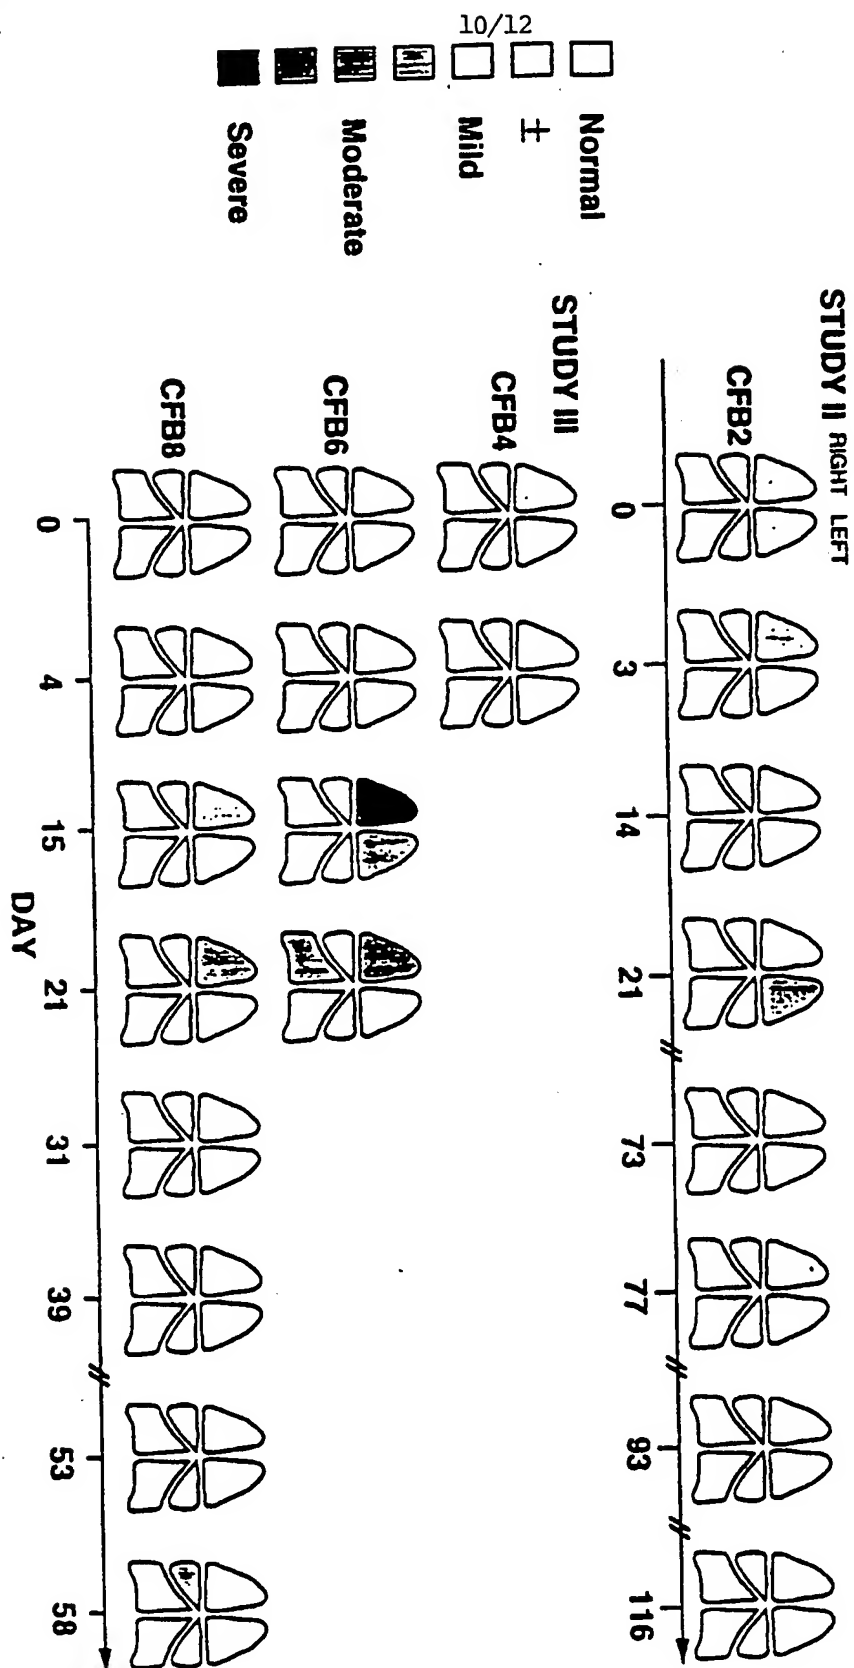 10/12
Normal
±
Mild
Moderate
Severe
STUDY II RIGHT LEFT
CFB2
0 3 14 21 73 77 93 116
STUDY III
CFB4
CFB6
CFB8
0 4 15 21 31 39 53 58
DAY